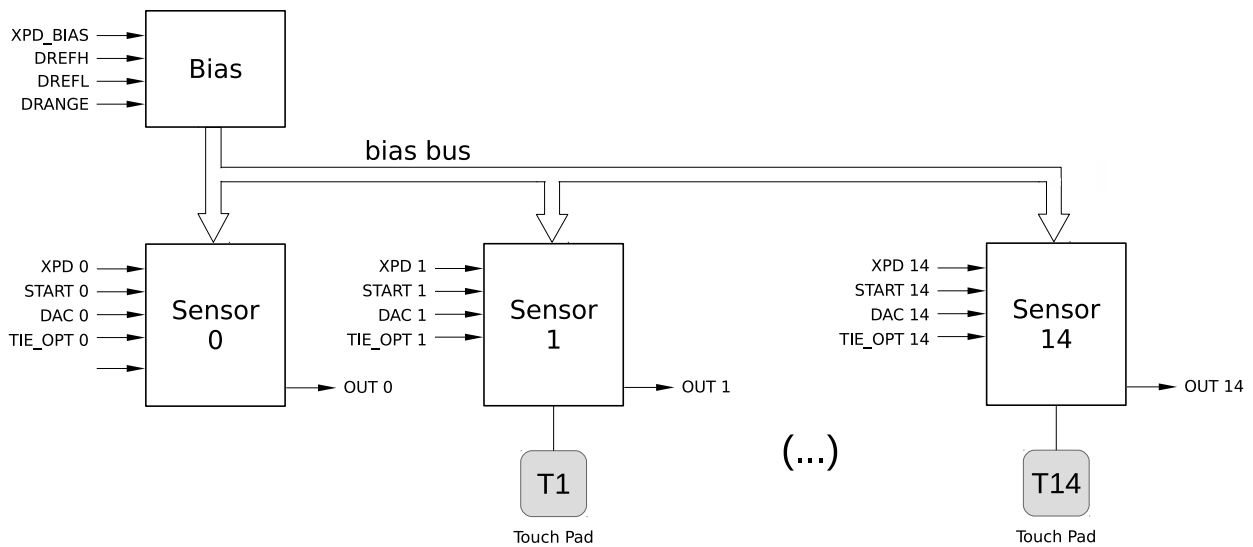 XPD_BIAS
DREFH
DREFL
DRANGE
Bias
bias bus
XPD 0
START 0
DAC 0
TIE_OPT 0
Sensor
0
OUT 0
XPD 1
START 1
DAC 1
TIE_OPT 1
Sensor
1
OUT 1
XPD 14
START 14
DAC 14
TIE_OPT 14
Sensor
14
OUT 14
(...)
T1
Touch Pad
T14
Touch Pad